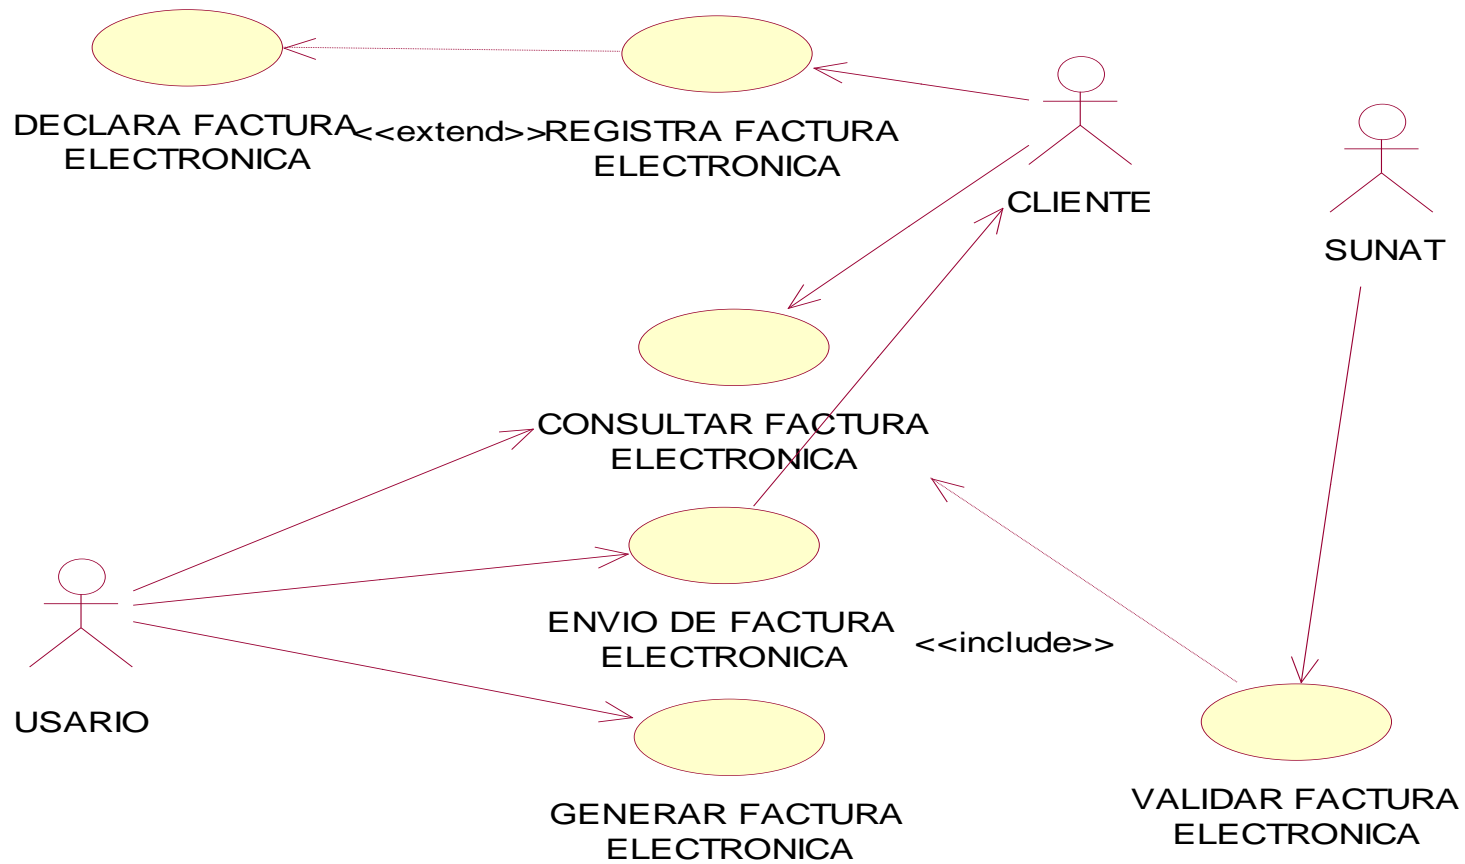 DECLARA FACTURA
ELECTRONICA
<<extend>>
REGISTRA FACTURA
ELECTRONICA
CLIENTE
SUNAT
CONSULTAR FACTURA
ELECTRONICA
ENVIO DE FACTURA
ELECTRONICA
<<include>>
USARIO
GENERAR FACTURA
ELECTRONICA
VALIDAR FACTURA
ELECTRONICA